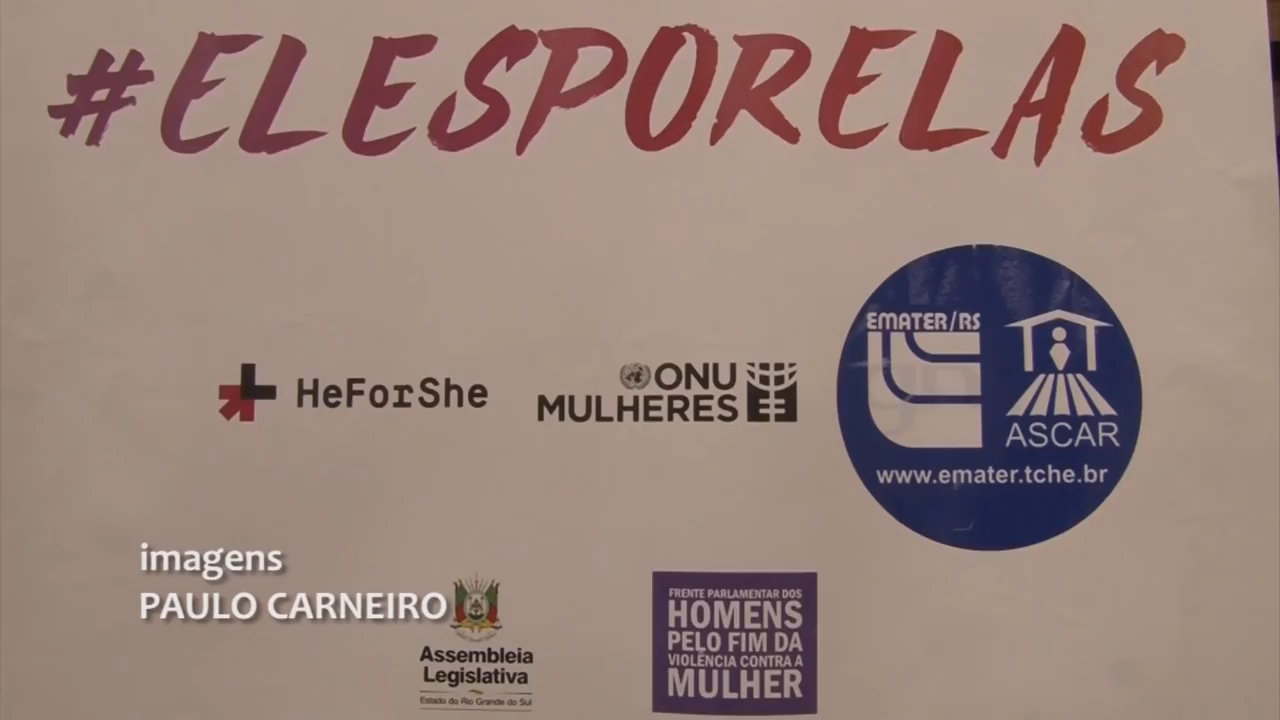 #ELESPORELAS
HeForShe
ONU
MULHERES
EMATER/RS
ASCAR
www.emater.tche.br
imagens
PAULO CARNEIRO
Assembleia
Legislativa
Estado do Rio Grande do Sul
FRENTE PARLAMENTAR DOS
HOMENS
PELO FIM DA
VIOLÊNCIA CONTRA A
MULHER